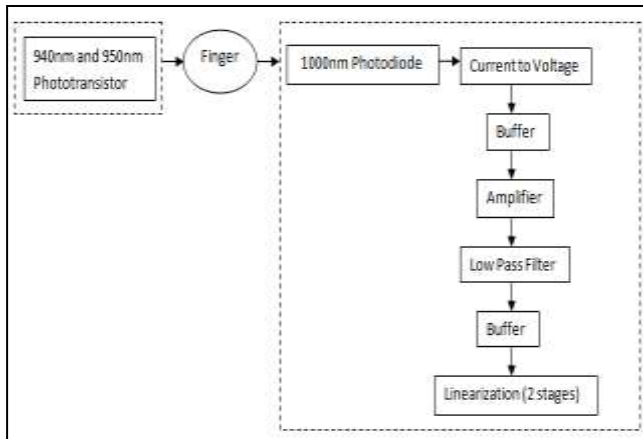 940nm and 950nm
Phototransistor
Finger
1000nm Photodiode
Current to Voltage
Buffer
Amplifier
Low Pass Filter
Buffer
Linearization (2 stages)